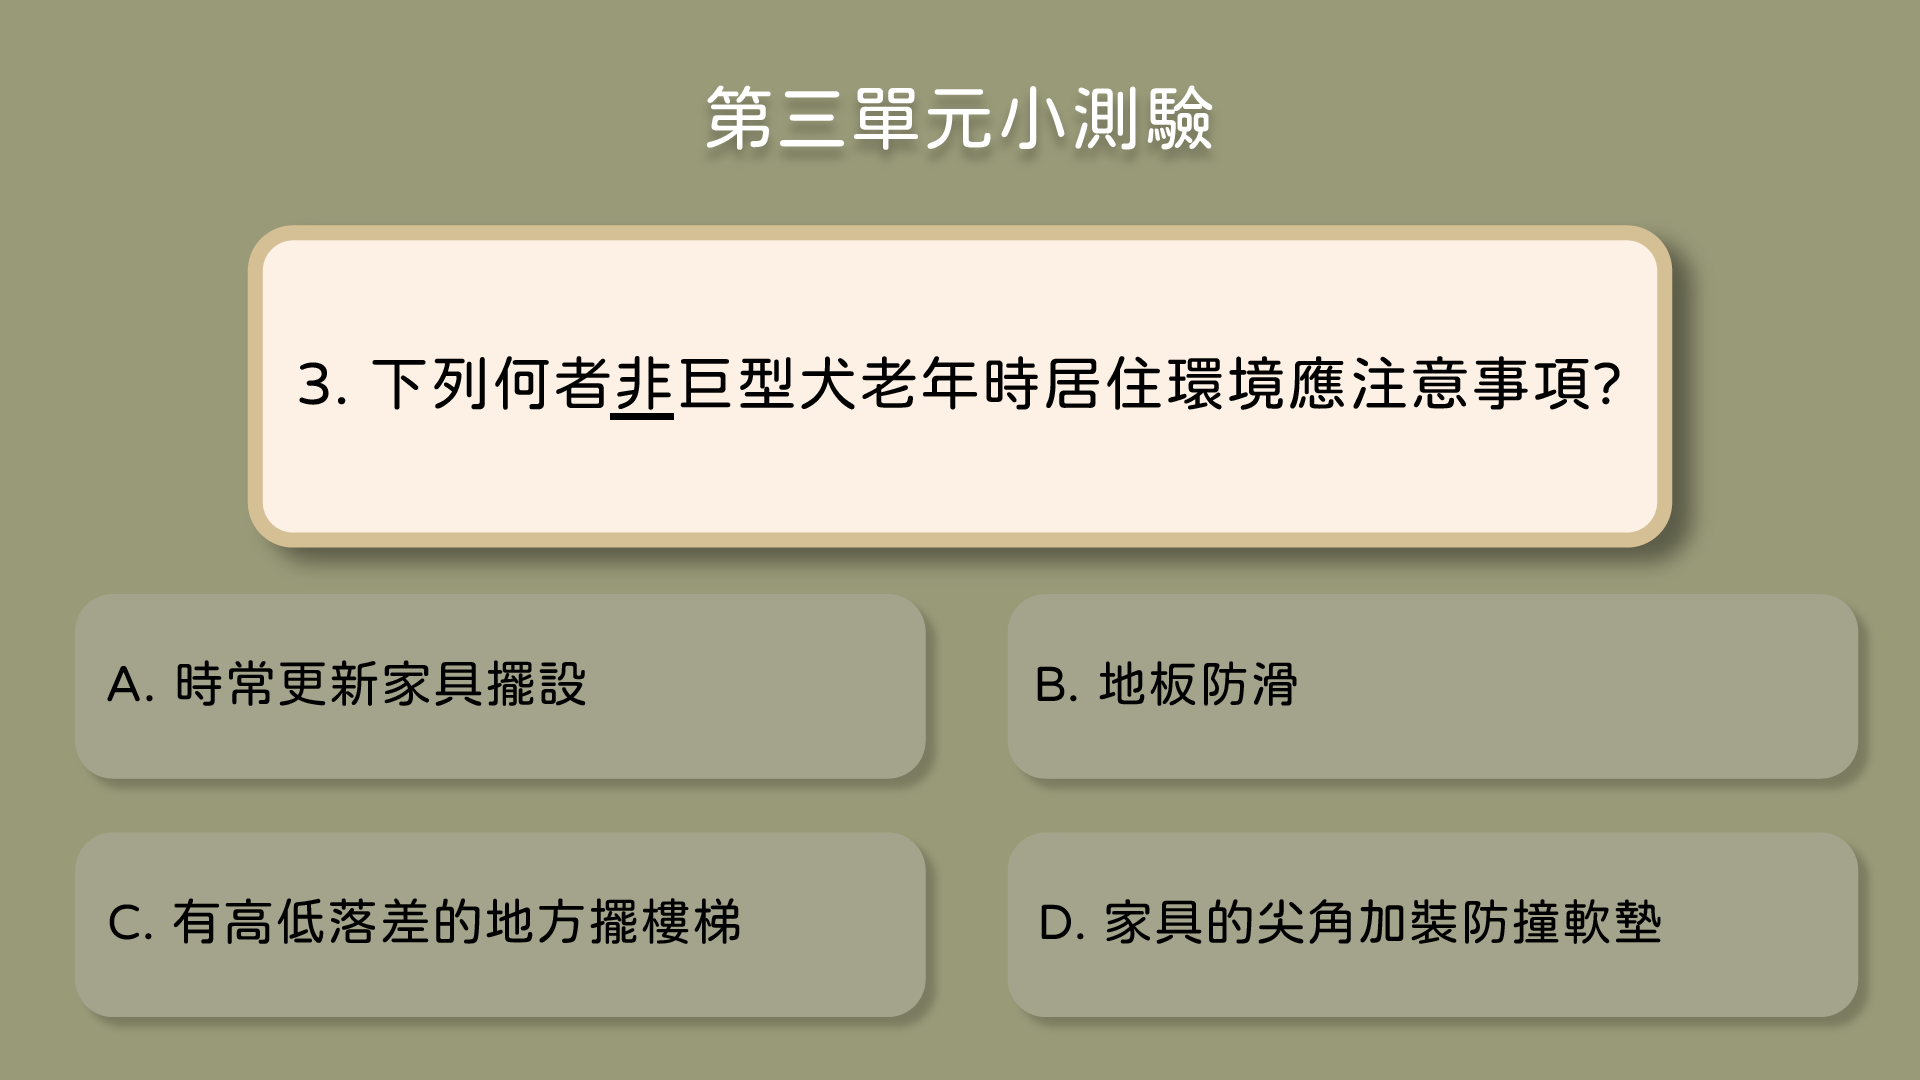 第三單元小測驗
3. 下列何者非巨型犬老年時居住環境應注意事項?
A. 時常更新家具擺設
B. 地板防滑
C. 有高低落差的地方擺樓梯
D. 家具的尖角加裝防撞軟墊